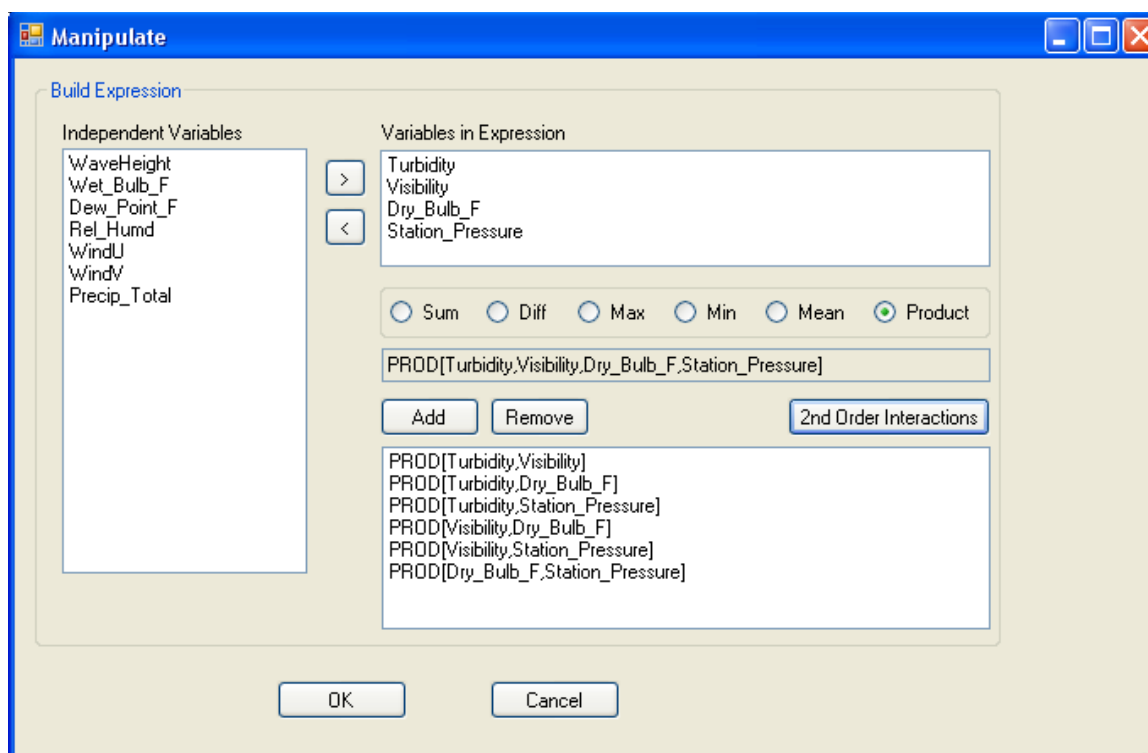 Manipulate
Build Expression
Independent Variables
WaveHeight
Wet_Bulb_F
Dew_Point_F
Rel_Humd
WindU
WindV
Precip_Total
>
<
Variables in Expression
Turbidity
Visibility
Dry_Bulb_F
Station_Pressure
Sum Diff Max Min Mean Product
PROD[Turbidity,Visibility,Dry_Bulb_F,Station_Pressure]
Add Remove 2nd Order Interactions
PROD[Turbidity,Visibility]
PROD[Turbidity,Dry_Bulb_F]
PROD[Turbidity,Station_Pressure]
PROD[Visibility,Dry_Bulb_F]
PROD[Visibility,Station_Pressure]
PROD[Dry_Bulb_F,Station_Pressure]
OK Cancel